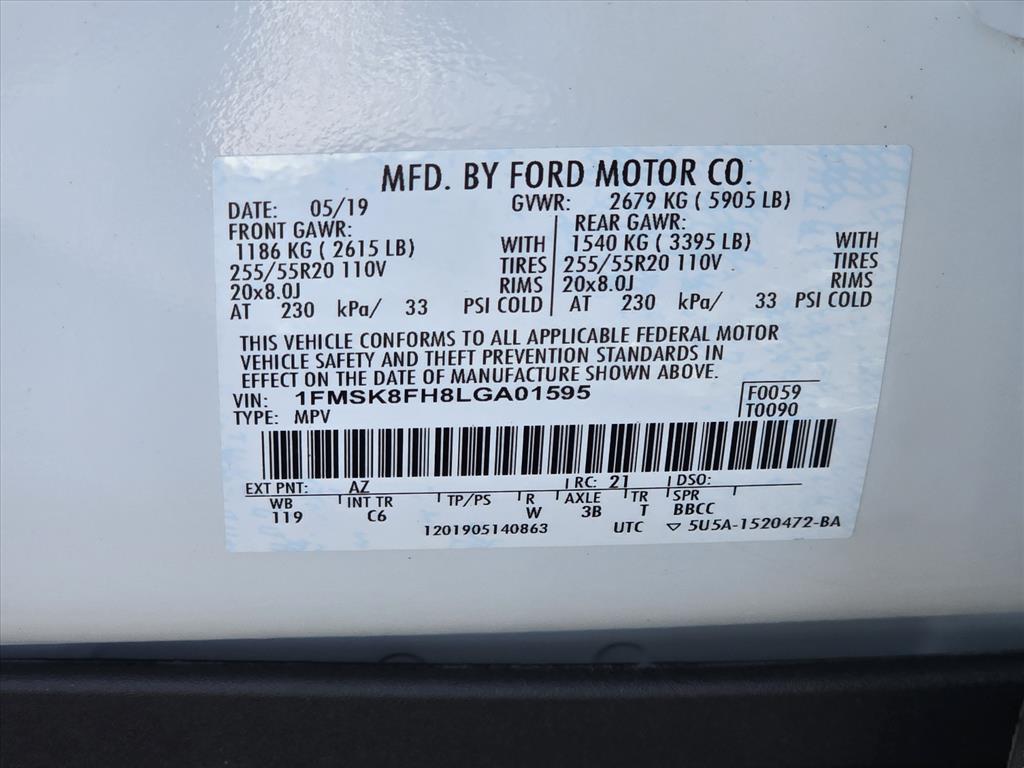 MFD. BY FORD MOTOR CO.
DATE: 05/19 GVWR: 2679 KG ( 5905 LB)
FRONT GAWR: REAR GAWR:
1186 KG ( 2615 LB) WITH 1540 KG ( 3395 LB) WITH
255/55R20 110V TIRES 255/55R20 110V TIRES
20x8.0J RIMS 20x8.0J RIMS
AT 230 kPa/ 33 PSI COLD AT 230 kPa/ 33 PSI COLD
THIS VEHICLE CONFORMS TO ALL APPLICABLE FEDERAL MOTOR
VEHICLE SAFETY AND THEFT PREVENTION STANDARDS IN
EFFECT ON THE DATE OF MANUFACTURE SHOWN ABOVE.
VIN: 1FMSK8FH8LGA01595 F0059
TYPE: MPV T0090
EXT PNT: AZ RC: 21 DSO:
WB INT TR TP/PS R AXLE TR SPR
119 C6 W 3B T BBCC
1201905140863 UTC ▽ 5U5A-1520472-BA